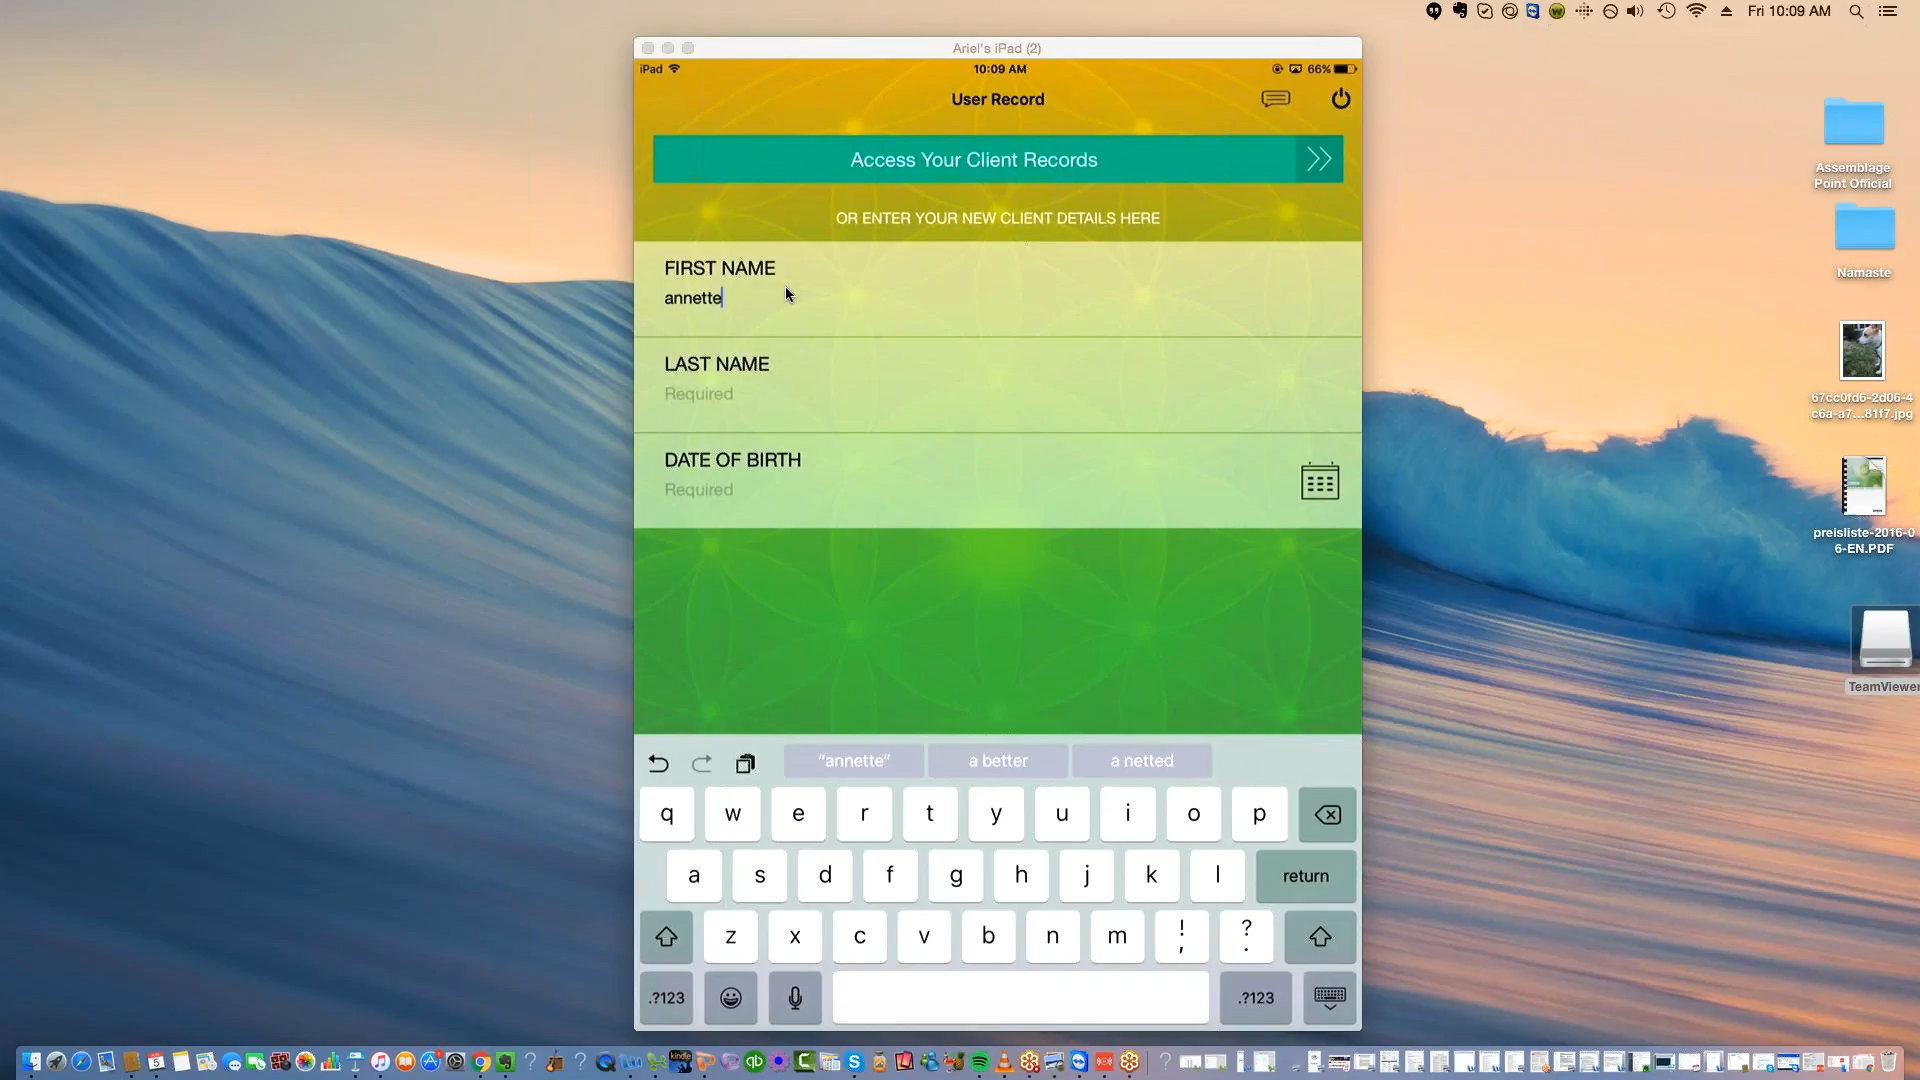 Fri 10:09 AM
Ariel's iPad (2)
iPad
10:09 AM
66%
User Record
Access Your Client Records
OR ENTER YOUR NEW CLIENT DETAILS HERE
FIRST NAME
annette
LAST NAME
Required
DATE OF BIRTH
Required
"annette"
a better
a netted
q w e r t y u i o p
a s d f g h j k l return
z x c v b n m ! , ? .
.?123 .?123
Assemblage
Point Official
Namaste
67cc0fd6-2d06-4
c6a-a7...81f7.jpg
preisliste-2016-0
6-EN.PDF
TeamViewer
kindle